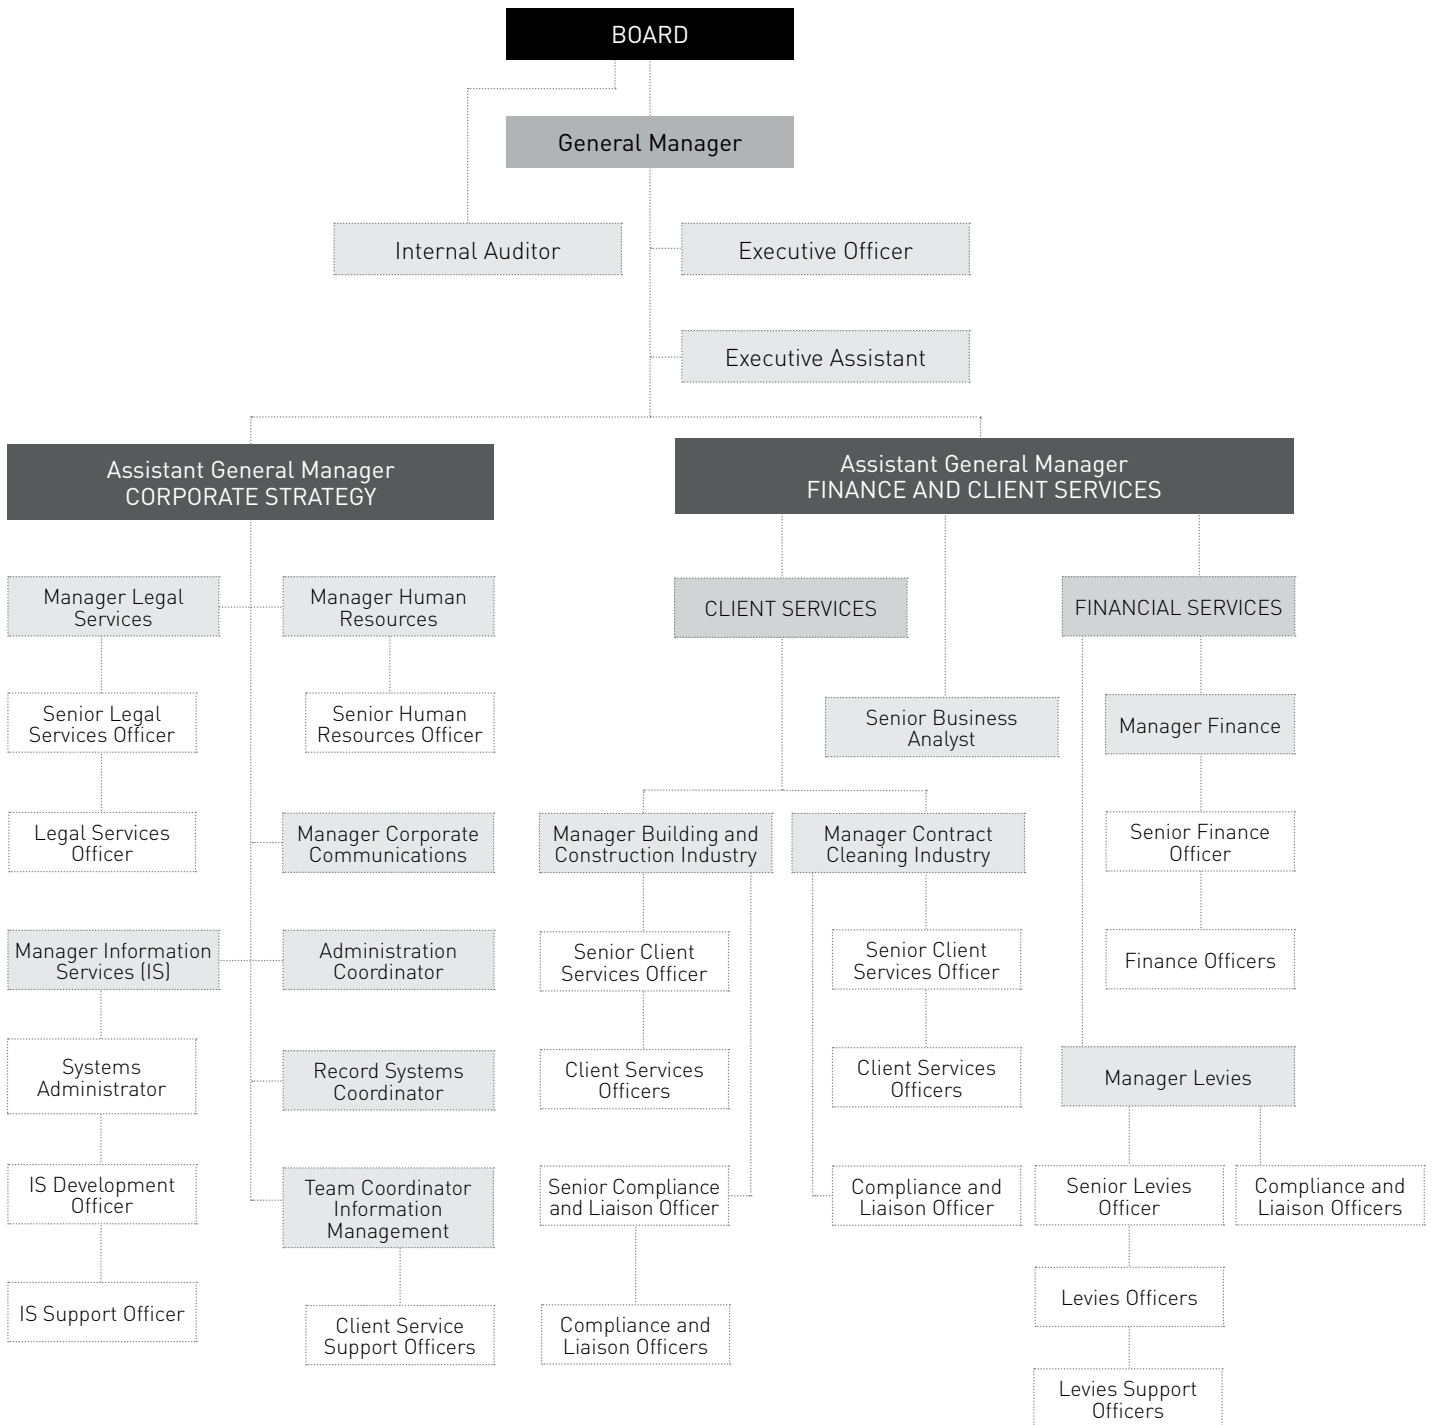 BOARD
General Manager
Internal Auditor
Executive Officer
Executive Assistant
Assistant General Manager
CORPORATE STRATEGY
Assistant General Manager
FINANCE AND CLIENT SERVICES
Manager Legal
Services
Manager Human
Resources
CLIENT SERVICES
FINANCIAL SERVICES
Senior Legal
Services Officer
Senior Human
Resources Officer
Senior Business
Analyst
Manager Finance
Legal Services
Officer
Manager Corporate
Communications
Manager Building and
Construction Industry
Manager Contract
Cleaning Industry
Senior Finance
Officer
Manager Information
Services (IS)
Administration
Coordinator
Senior Client
Services Officer
Senior Client
Services Officer
Finance Officers
Systems
Administrator
Record Systems
Coordinator
Client Services
Officers
Client Services
Officers
Manager Levies
IS Development
Officer
Team Coordinator
Information
Management
Senior Compliance
and Liaison Officer
Compliance and
Liaison Officer
Senior Levies
Officer
Compliance and
Liaison Officers
IS Support Officer
Client Service
Support Officers
Compliance and
Liaison Officers
Levies Officers
Levies Support
Officers